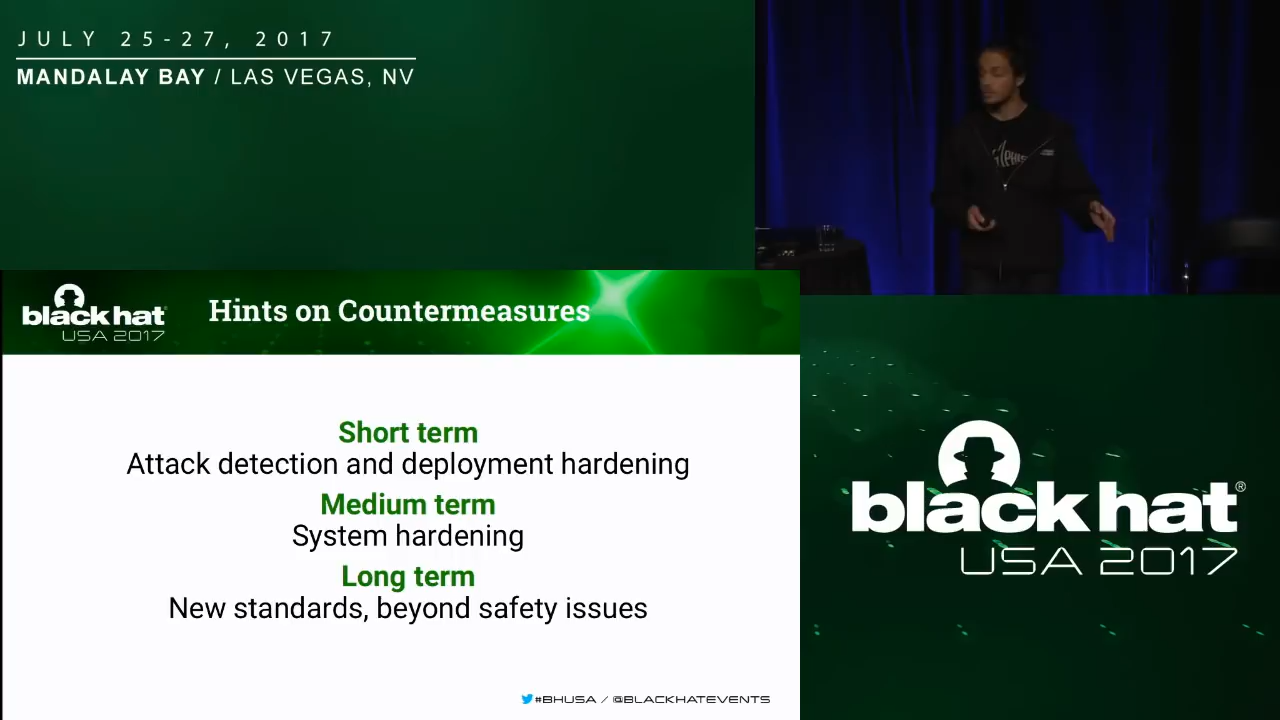 JULY 25-27, 2017
MANDALAY BAY / LAS VEGAS, NV
black hat
USA 2017
Hints on Countermeasures
Short term
Attack detection and deployment hardening
Medium term
System hardening
Long term
New standards, beyond safety issues
#BHUSA / @BLACKHATEVENTS
black hat®
USA 2017